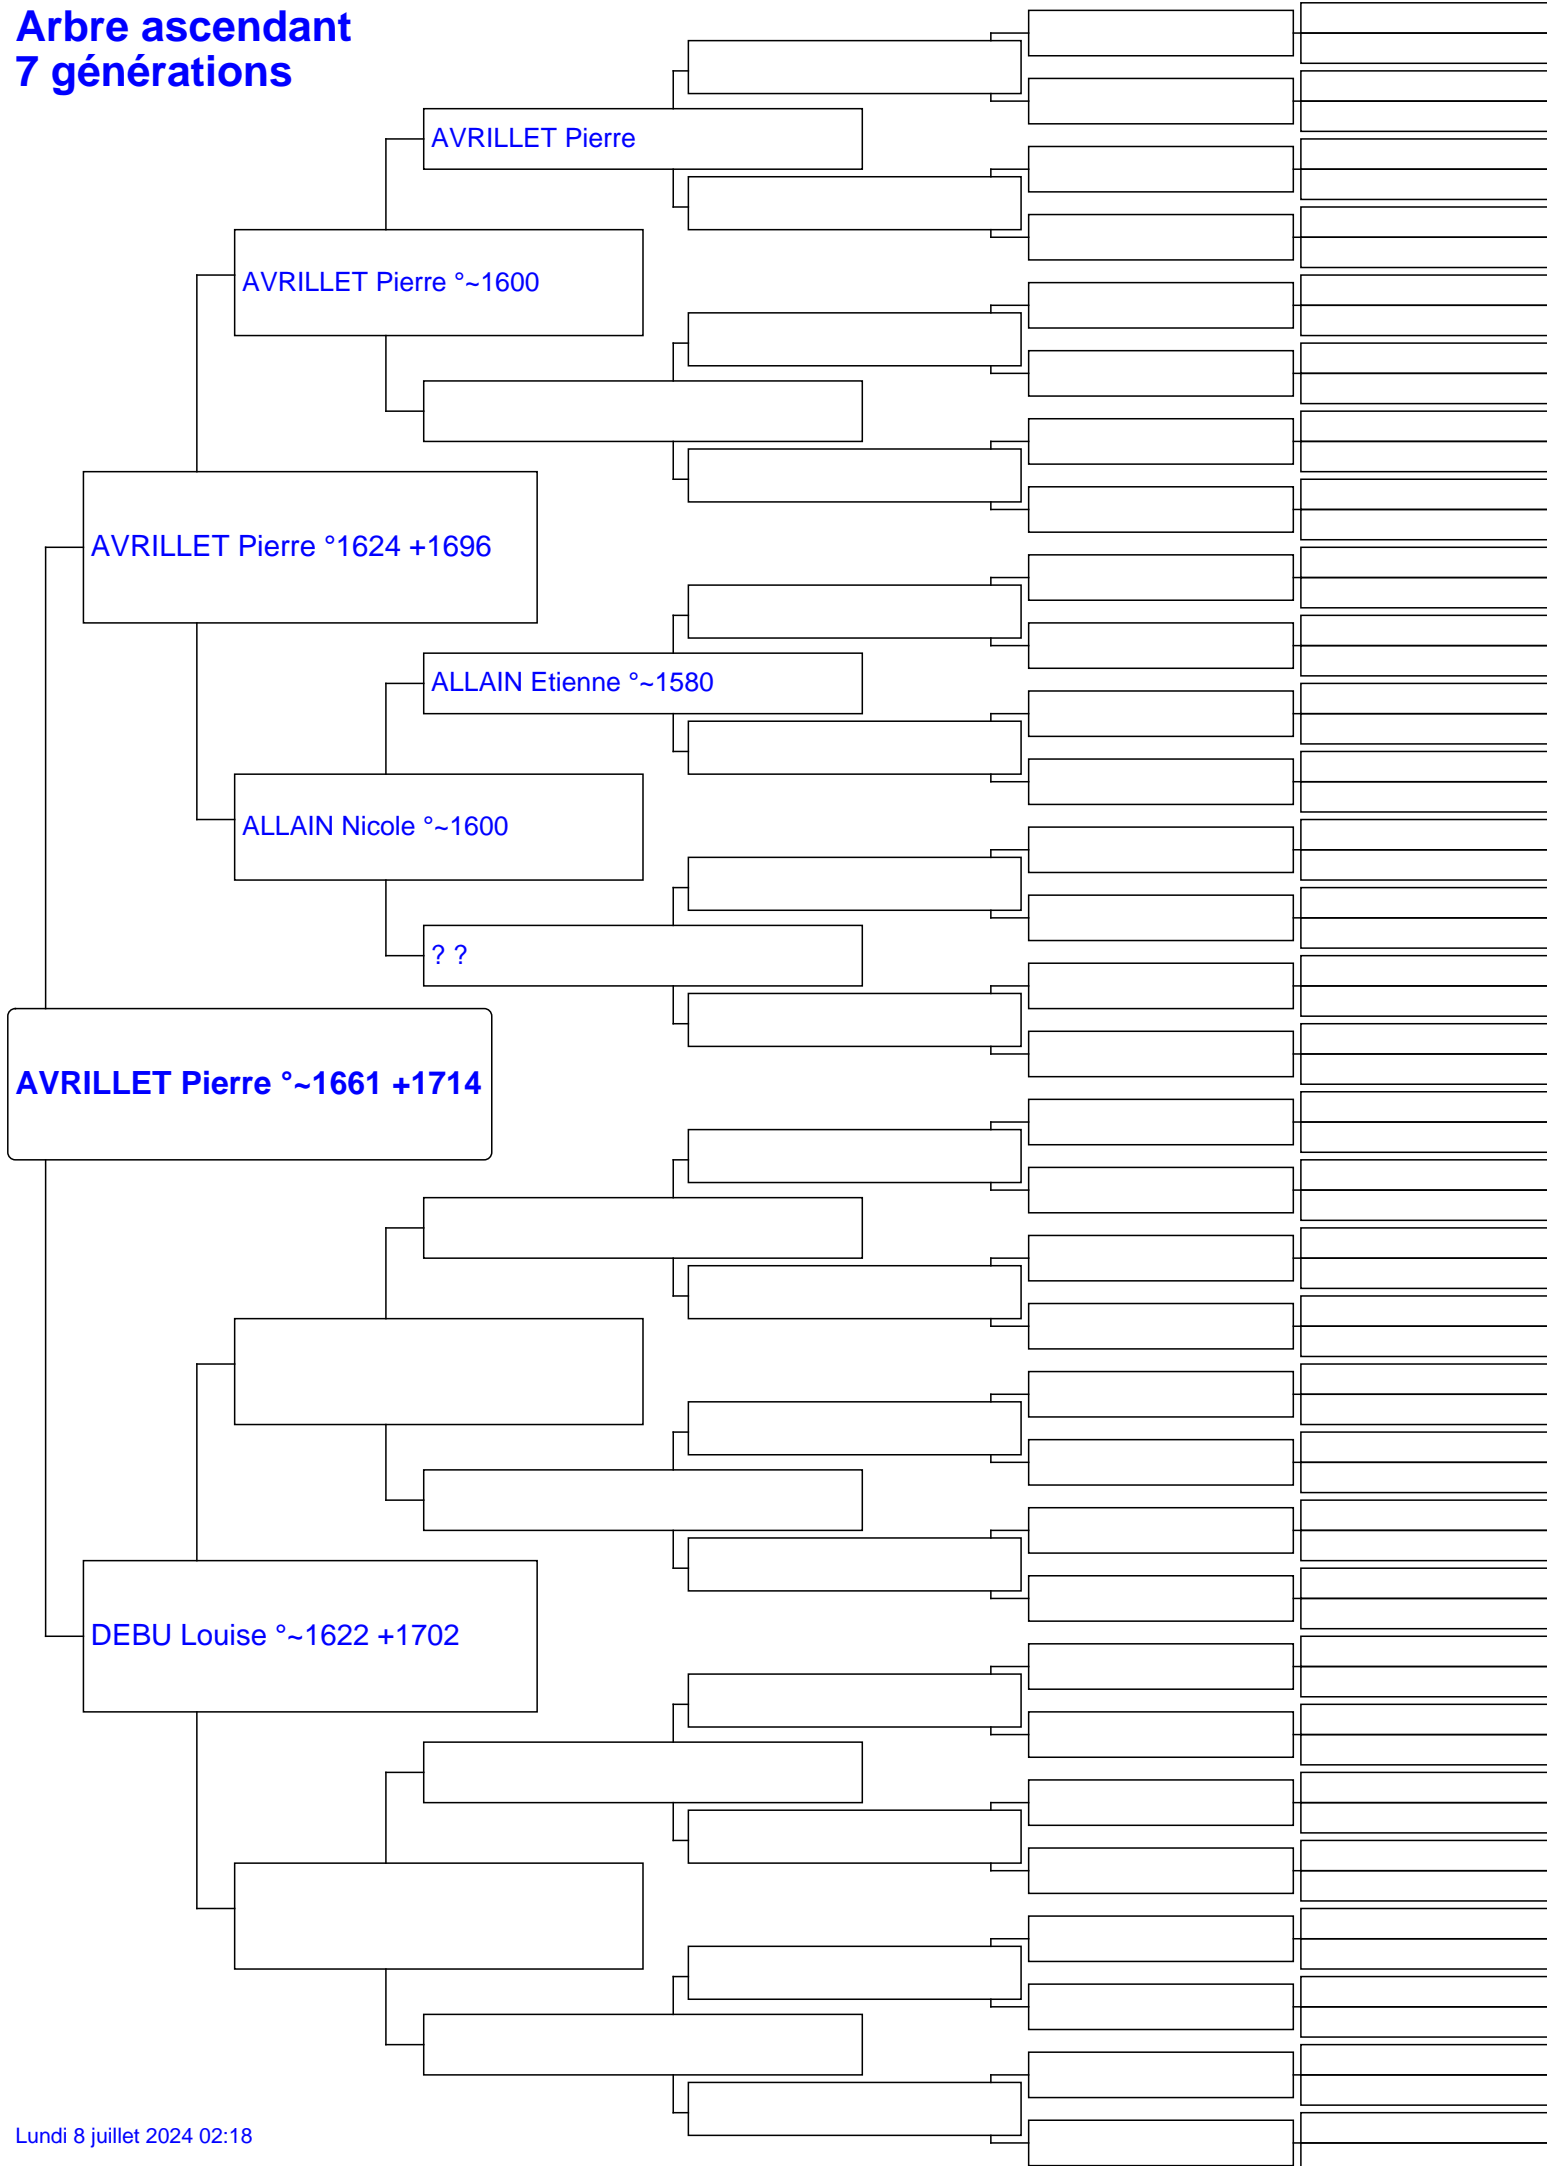 Arbre ascendant
7 générations
AVRILLET Pierre
AVRILLET Pierre °~1600
AVRILLET Pierre °1624 +1696
ALLAIN Etienne °~1580
ALLAIN Nicole °~1600
? ?
AVRILLET Pierre °~1661 +1714
DEBU Louise °~1622 +1702
Lundi 8 juillet 2024 02:18